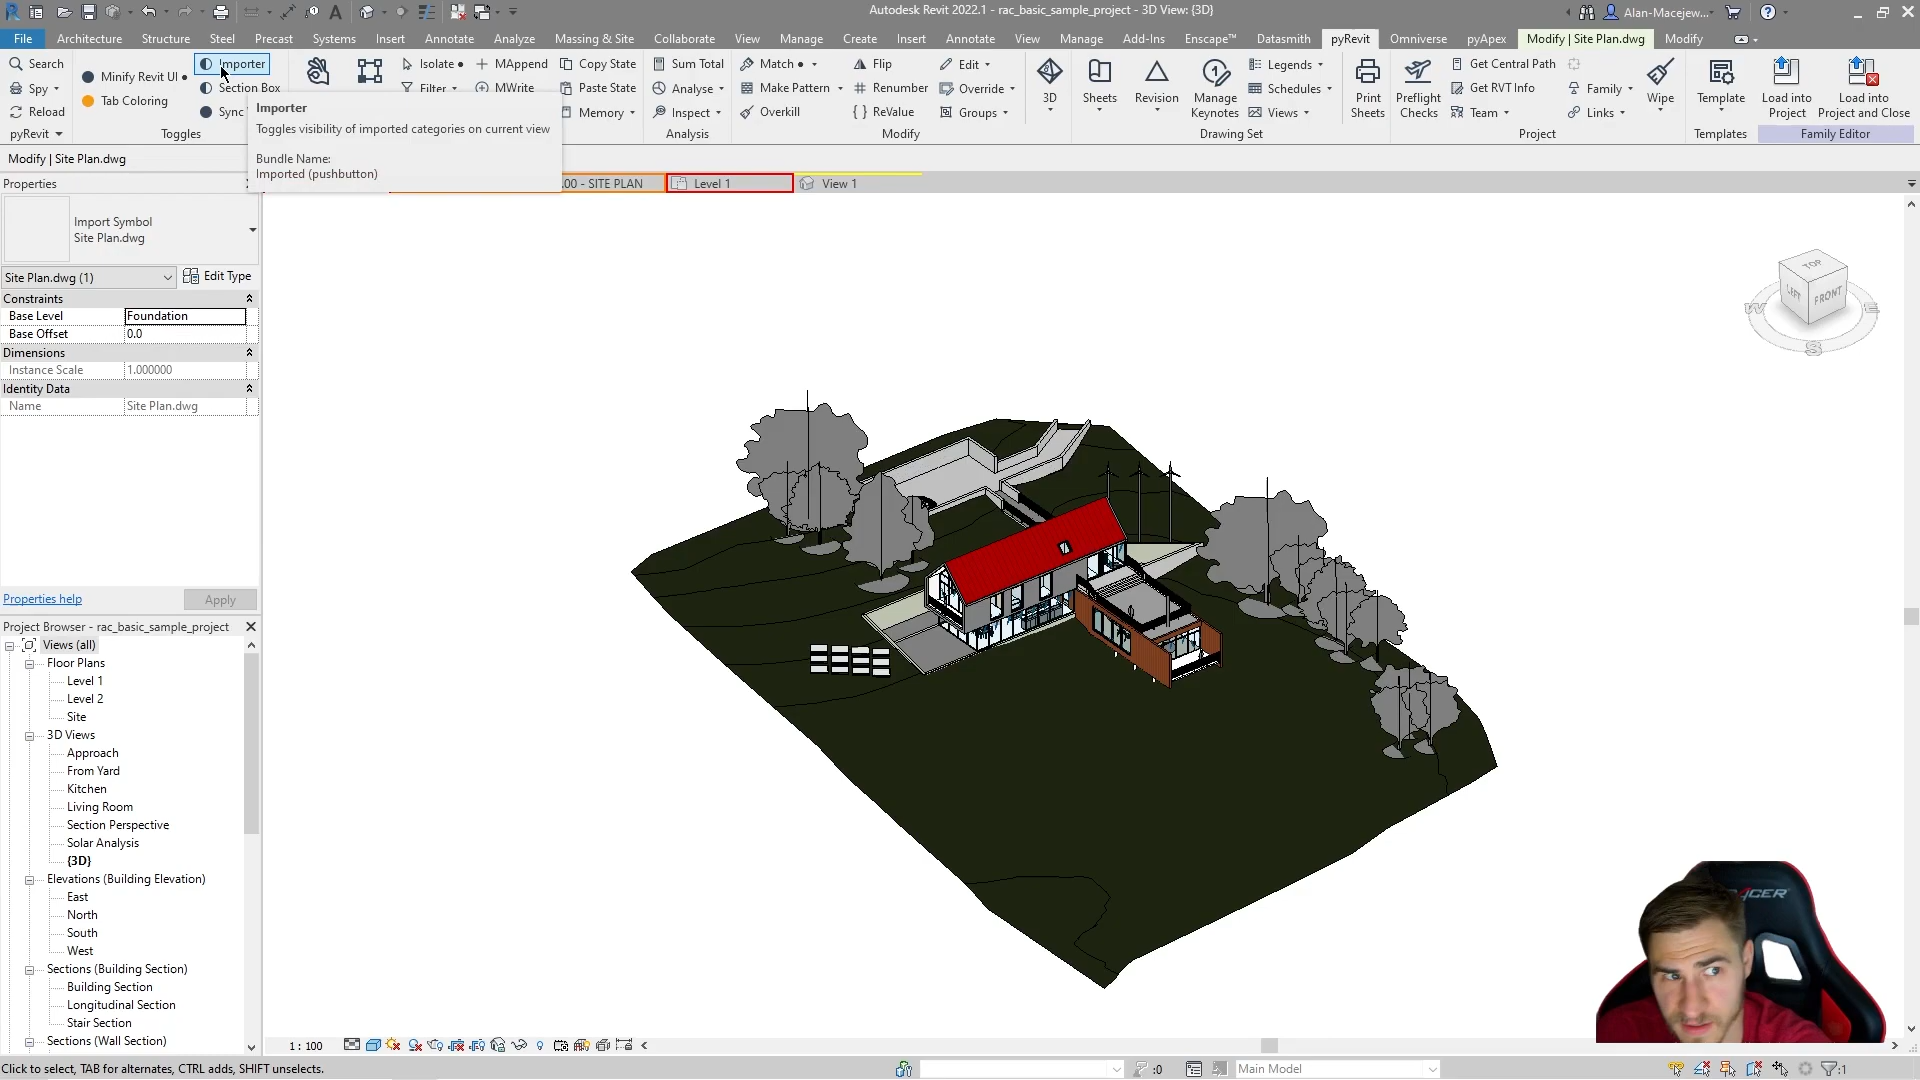 Autodesk Revit 2022.1 - rac_basic_sample_project - 3D View: {3D}
Alan-Macejew...
File Architecture Structure Steel Precast Systems Insert Annotate Analyze Massing & Site Collaborate View Manage Create Insert Annotate View Manage Add-Ins Enscape™ Datasmith pyRevit Omniverse pyApex Modify | Site Plan.dwg Modify
Search
Spy
Reload
pyRevit
Minify Revit UI
Tab Coloring
Importer
Section Box
Sync
Toggles
Isolate
Filter
MAppend
MWrite
Copy State
Paste State
Memory
Sum Total
Analyse
Inspect
Analysis
Match
Make Pattern
Overkill
Flip
Renumber
ReValue
Edit
Override
Groups
Modify
3D
Sheets
Revision
Manage
Keynotes
Legends
Schedules
Views
Drawing Set
Print
Sheets
Preflight
Checks
Get Central Path
Get RVT Info
Team
Family
Links
Wipe
Project
Template
Templates
Load into
Project
Load into
Project and Close
Family Editor
Importer
Toggles visibility of imported categories on current view
Bundle Name:
Imported (pushbutton)
Modify | Site Plan.dwg
Properties
.00 - SITE PLAN
Level 1
View 1
Import Symbol
Site Plan.dwg
Site Plan.dwg (1)
Edit Type
Constraints
Base Level Foundation
Base Offset 0.0
Dimensions
Instance Scale 1.000000
Identity Data
Name Site Plan.dwg
Properties help
Apply
Project Browser - rac_basic_sample_project
Views (all)
Floor Plans
Level 1
Level 2
Site
3D Views
Approach
From Yard
Kitchen
Living Room
Section Perspective
Solar Analysis
{3D}
Elevations (Building Elevation)
East
North
South
West
Sections (Building Section)
Building Section
Longitudinal Section
Stair Section
Sections (Wall Section)
TOP
LEFT
FRONT
W
E
S
1 : 100
Click to select, TAB for alternates, CTRL adds, SHIFT unselects.
:0
Main Model
:1